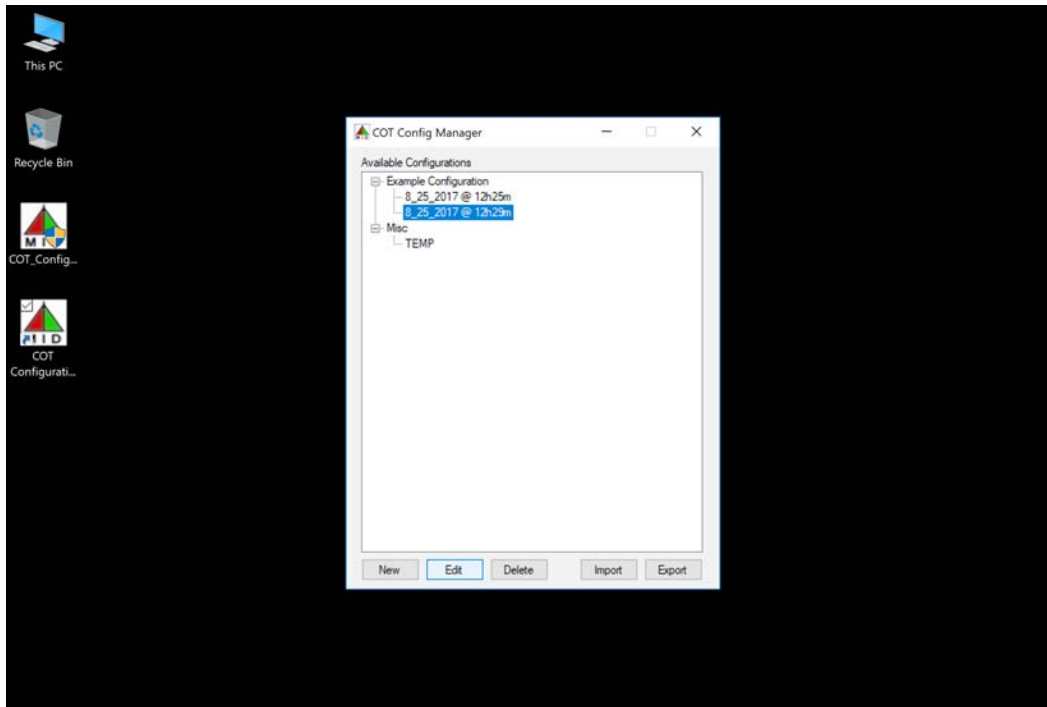 This PC
Recycle Bin
COT_Config...
MIID
COT
Configurati...
COT Config Manager
Available Configurations
Example Configuration
8_25_2017 @ 12h25m
8_25_2017 @ 12h29m
Misc
TEMP
New
Edit
Delete
Import
Export